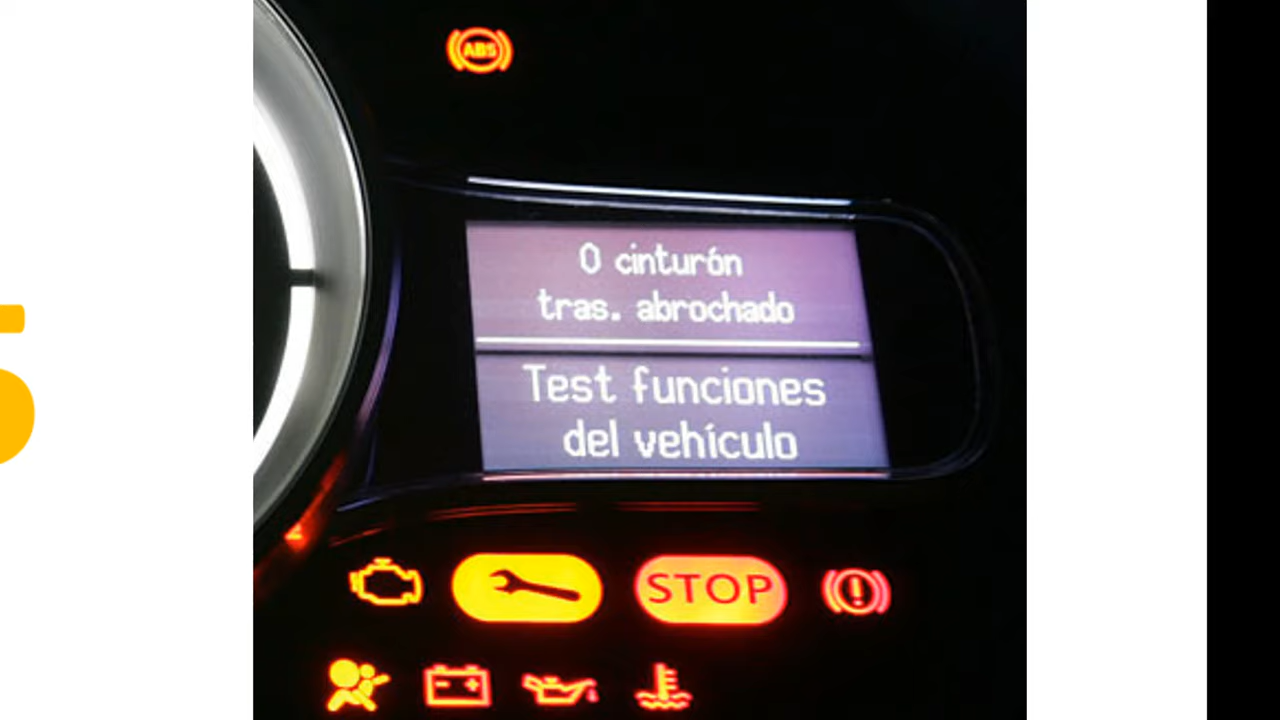 ABS
0 cinturón
tras. abrochado
Test funciones
del vehículo
STOP